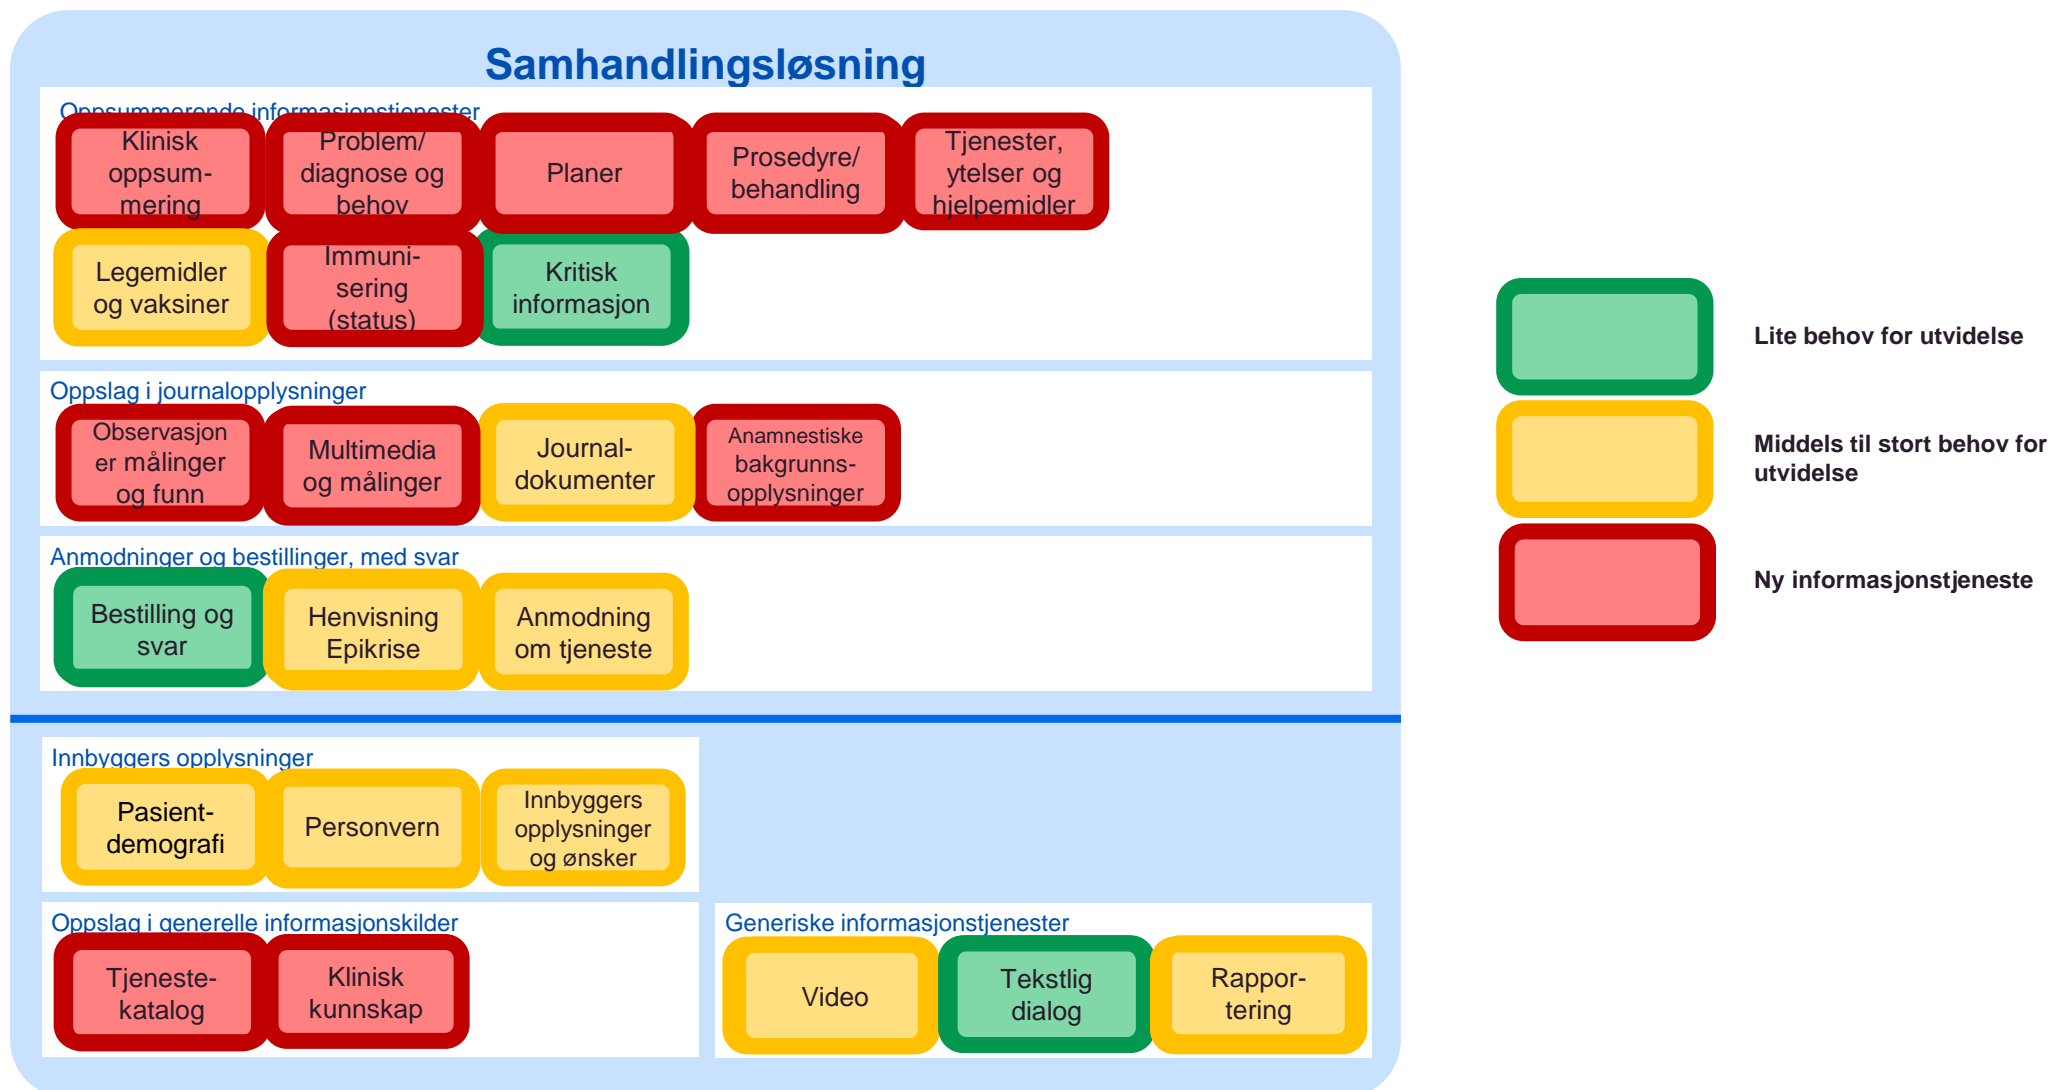 Samhandlingsløsning
Oppsummerende informasjonstjenester
Klinisk
oppsum-
mering
Problem/
diagnose og
behov
Planer
Prosedyre/
behandling
Tjenester,
ytelser og
hjelpemidler
Legemidler
og vaksiner
Immuni-
sering
(status)
Kritisk
informasjon
Oppslag i journalopplysninger
Observasjon
er målinger
og funn
Multimedia
og målinger
Journal-
dokumenter
Anamnestiske
bakgrunns-
opplysninger
Anmodninger og bestillinger, med svar
Bestilling og
svar
Henvisning
Epikrise
Anmodning
om tjeneste
Innbyggers opplysninger
Pasient-
demografi
Personvern
Innbyggers
opplysninger
og ønsker
Oppslag i generelle informasjonskilder
Tjeneste-
katalog
Klinisk
kunnskap
Generiske informasjonstjenester
Video
Tekstlig
dialog
Rappor-
tering
Lite behov for utvidelse
Middels til stort behov for
utvidelse
Ny informasjonstjeneste